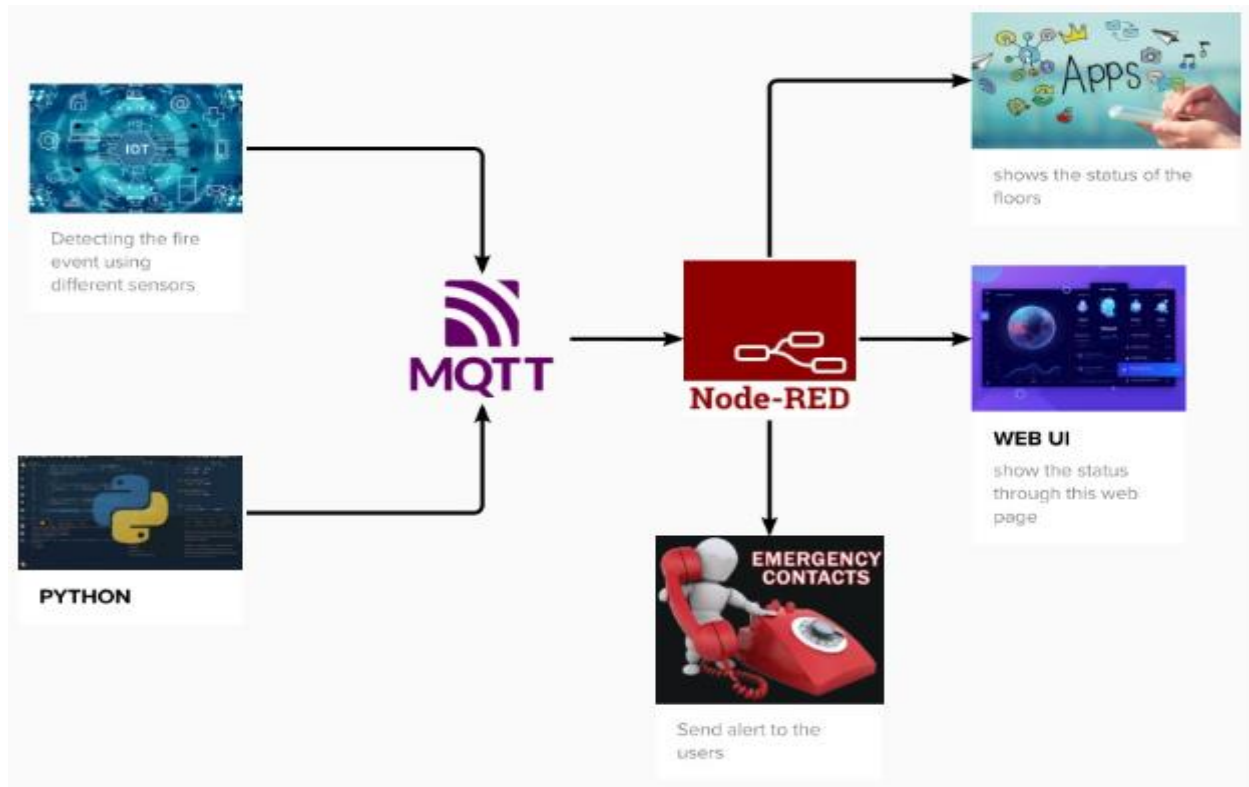 IOT
Detecting the fire
event using
different sensors
PYTHON
MQTT
Node-RED
Apps
shows the status of the
floors
WEB UI
show the status
through this web
page
EMERGENCY
CONTACTS
Send alert to the
users